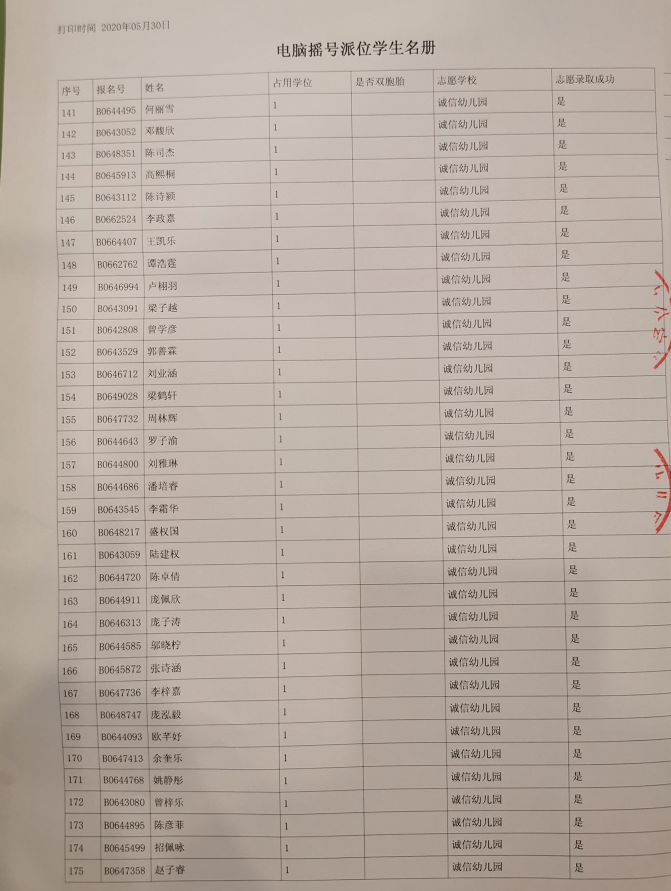 打印时间 2020年05月30日
电脑摇号派位学生名册
序号 报名号 姓名 占用学位 是否双胞胎 志愿学校 志愿录取成功
141 B0644495 何丽雪 1 诚信幼儿园 是
142 B0643052 邓馥欣 1 诚信幼儿园 是
143 B0648351 陈司杰 1 诚信幼儿园 是
144 B0645913 高熙桐 1 诚信幼儿园 是
145 B0643112 陈诗颖 1 诚信幼儿园 是
146 B0662524 李政嘉 1 诚信幼儿园 是
147 B0664407 王凯乐 1 诚信幼儿园 是
148 B0662762 谭浩霆 1 诚信幼儿园 是
149 B0646994 卢栩羽 1 诚信幼儿园 是
150 B0643091 梁子越 1 诚信幼儿园 是
151 B0642808 曾学彦 1 诚信幼儿园 是
152 B0643529 郭善霖 1 诚信幼儿园 是
153 B0646712 刘业涵 1 诚信幼儿园 是
154 B0649028 梁鹤轩 1 诚信幼儿园 是
155 B0647732 周林辉 1 诚信幼儿园 是
156 B0644643 罗子渝 1 诚信幼儿园 是
157 B0644800 刘雅琳 1 诚信幼儿园 是
158 B0644686 潘培睿 1 诚信幼儿园 是
159 B0643545 李霜华 1 诚信幼儿园 是
160 B0648217 盛权国 1 诚信幼儿园 是
161 B0643059 陆建权 1 诚信幼儿园 是
162 B0644720 陈卓倩 1 诚信幼儿园 是
163 B0644911 庞佩欣 1 诚信幼儿园 是
164 B0646313 庞子涛 1 诚信幼儿园 是
165 B0644585 邬晓柠 1 诚信幼儿园 是
166 B0645872 张诗涵 1 诚信幼儿园 是
167 B0647736 李梓嘉 1 诚信幼儿园 是
168 B0648747 庞泓毅 1 诚信幼儿园 是
169 B0644093 欧芊妤 1 诚信幼儿园 是
170 B0647413 余奎乐 1 诚信幼儿园 是
171 B0644768 姚静彤 1 诚信幼儿园 是
172 B0643080 曾梓乐 1 诚信幼儿园 是
173 B0644895 陈彦菲 1 诚信幼儿园 是
174 B0645499 招佩咏 1 诚信幼儿园 是
175 B0647358 赵子睿 1 诚信幼儿园 是